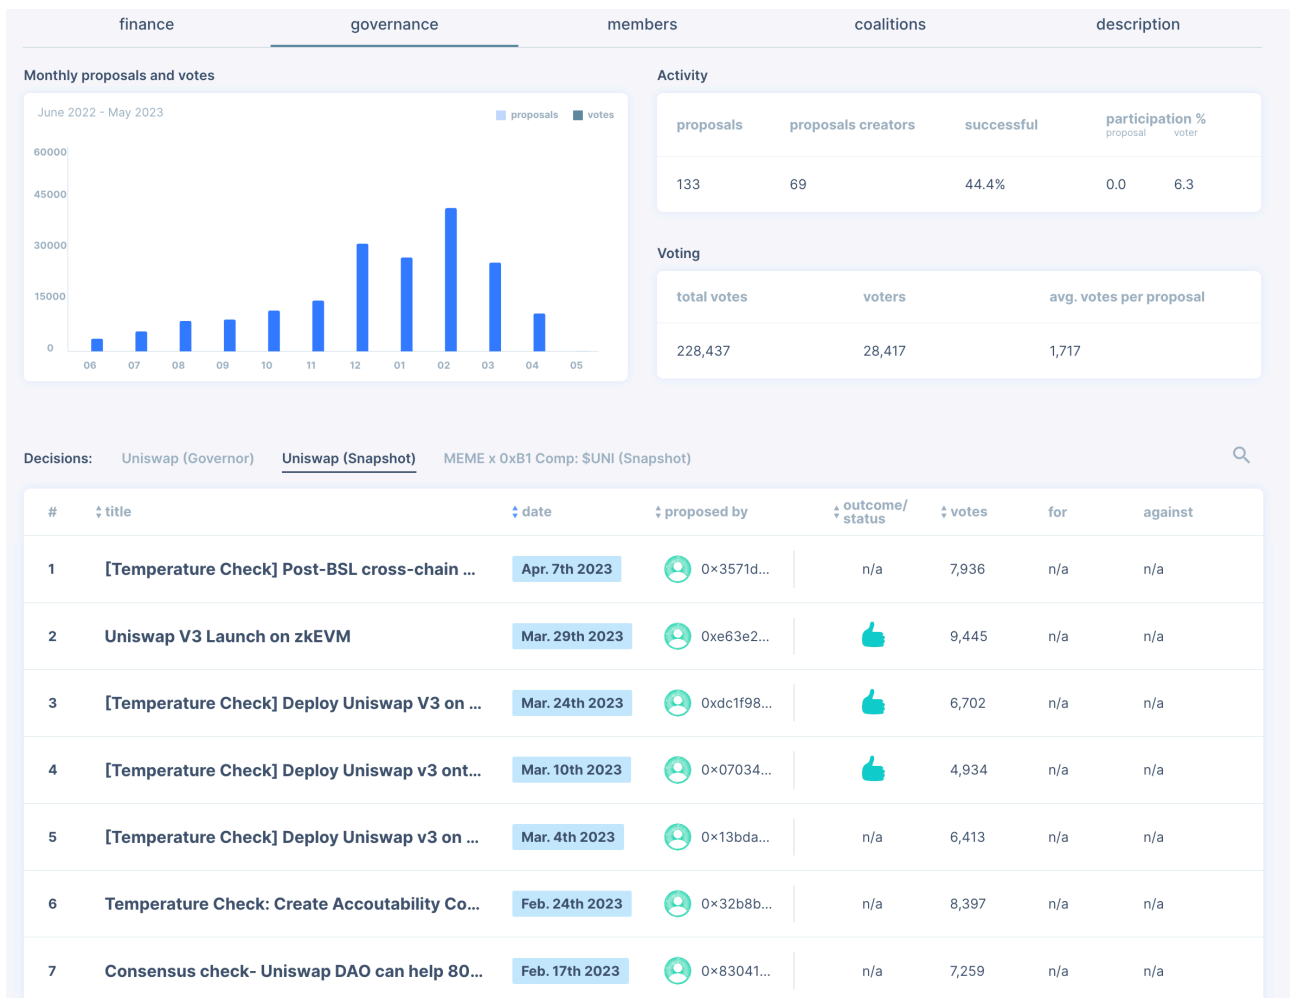 finance governance members coalitions description
Monthly proposals and votes
June 2022 - May 2023
proposals votes
60000
45000
30000
15000
0
06 07 08 09 10 11 12 01 02 03 04 05
Activity
proposals proposals creators successful participation %
proposal voter
133 69 44.4% 0.0 6.3
Voting
total votes voters avg. votes per proposal
228,437 28,417 1,717
Decisions: Uniswap (Governor) Uniswap (Snapshot) MEME x 0xB1 Comp: $UNI (Snapshot)
# title date proposed by outcome/ status votes for against
1 [Temperature Check] Post-BSL cross-chain ... Apr. 7th 2023 0x3571d... n/a 7,936 n/a n/a
2 Uniswap V3 Launch on zkEVM Mar. 29th 2023 0xe63e2... 9,445 n/a n/a
3 [Temperature Check] Deploy Uniswap V3 on ... Mar. 24th 2023 0xdc1f98... 6,702 n/a n/a
4 [Temperature Check] Deploy Uniswap v3 ont... Mar. 10th 2023 0x07034... 4,934 n/a n/a
5 [Temperature Check] Deploy Uniswap v3 on ... Mar. 4th 2023 0x13bda... n/a 6,413 n/a n/a
6 Temperature Check: Create Accoutability Co... Feb. 24th 2023 0x32b8b... n/a 8,397 n/a n/a
7 Consensus check- Uniswap DAO can help 80... Feb. 17th 2023 0x83041... n/a 7,259 n/a n/a